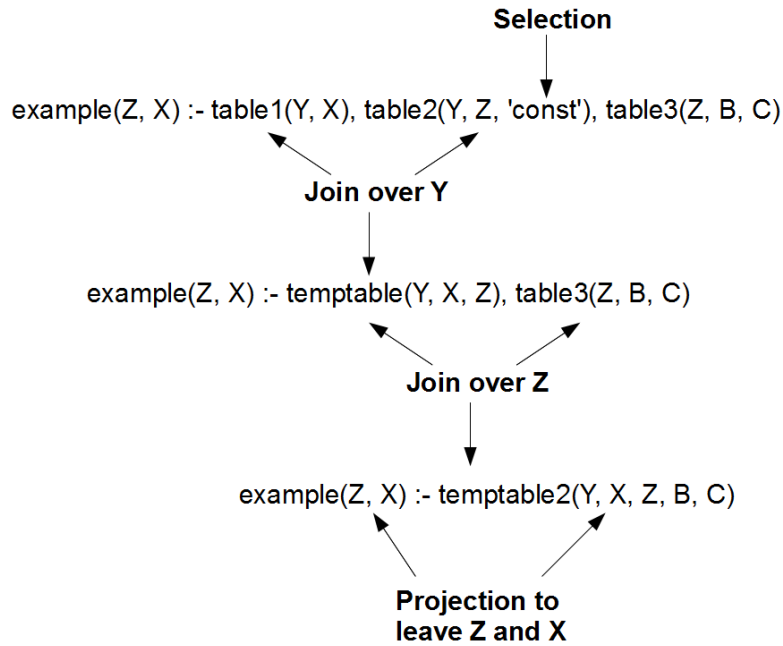 Selection
example(Z, X) :- table1(Y, X), table2(Y, Z, 'const'), table3(Z, B, C)
Join over Y
example(Z, X) :- temptable(Y, X, Z), table3(Z, B, C)
Join over Z
example(Z, X) :- temptable2(Y, X, Z, B, C)
Projection to
leave Z and X